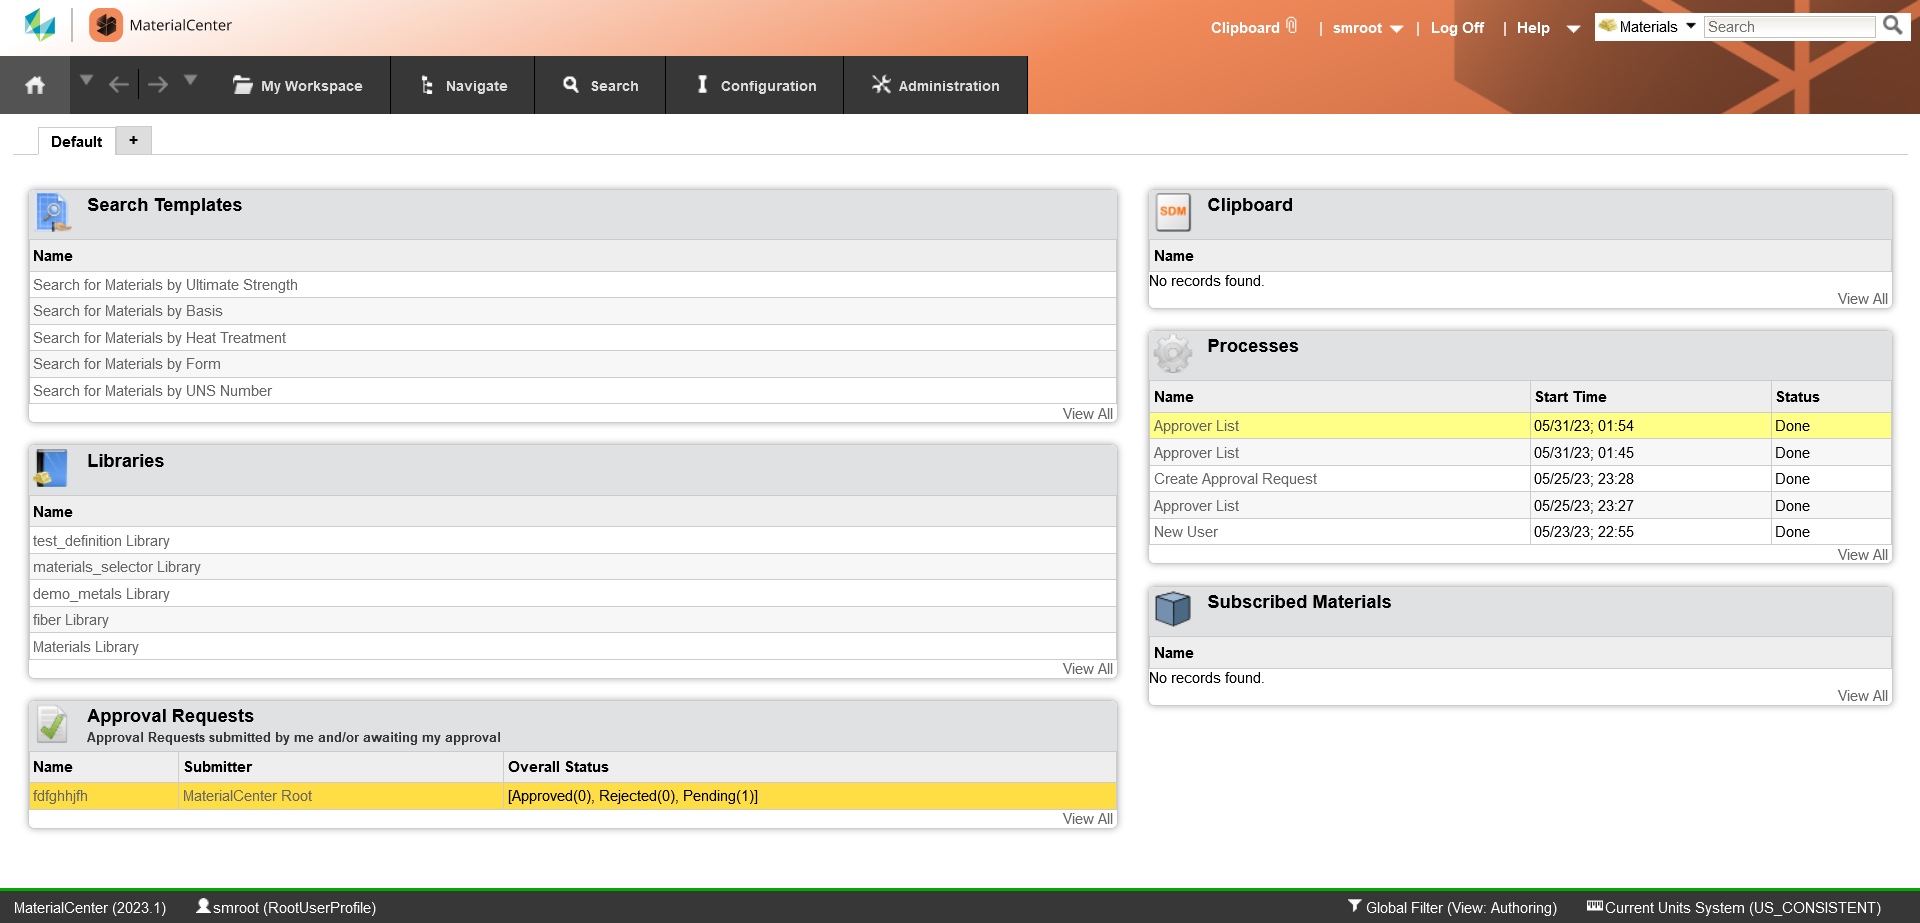 MaterialCenter
Clipboard | smroot | Log Off | Help Materials Search
My Workspace Navigate Search Configuration Administration
Default +
Search Templates
Name
Search for Materials by Ultimate Strength
Search for Materials by Basis
Search for Materials by Heat Treatment
Search for Materials by Form
Search for Materials by UNS Number
View All
Libraries
Name
test_definition Library
materials_selector Library
demo_metals Library
fiber Library
Materials Library
View All
Approval Requests
Approval Requests submitted by me and/or awaiting my approval
Name Submitter Overall Status
fdfghhjfh MaterialCenter Root [Approved(0), Rejected(0), Pending(1)]
View All
SDM Clipboard
Name
No records found.
View All
Processes
Name Start Time Status
Approver List 05/31/23; 01:54 Done
Approver List 05/31/23; 01:45 Done
Create Approval Request 05/25/23; 23:28 Done
Approver List 05/25/23; 23:27 Done
New User 05/23/23; 22:55 Done
View All
Subscribed Materials
Name
No records found.
View All
MaterialCenter (2023.1) smroot (RootUserProfile) Global Filter (View: Authoring) Current Units System (US_CONSISTENT)